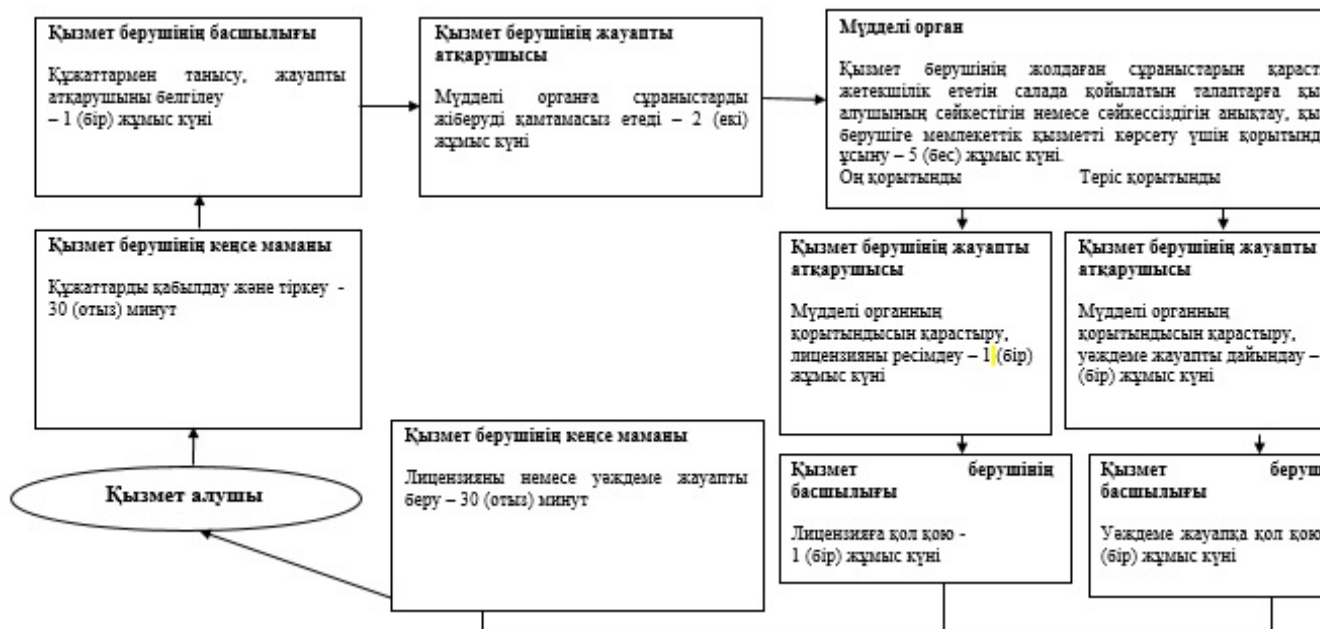 Қызмет берушінің басшылығы
Құжаттармен танысу, жауапты
атқарушыны белгілеу
– 1 (бір) жұмыс күні
Қызмет берушінің жауапты
атқарушысы
Мүдделі органға сұраныстарды
жіберуді қамтамасыз етеді – 2 (екі)
жұмыс күні
Мүдделі орган
Қызмет берушінің жолдаған сұраныстарын
жетекшілік ететін салада қойылатын талаптарға
алушының сәйкестігін немесе сәйкессіздігін анықтау,
берушіге мемлекеттік қызметті көрсету үшін
ұсыну – 5 (бес) жұмыс күні.
Оң қорытынды Теріс қорытынды
Қызмет берушінің кеңсе маманы
Құжаттарды қабылдау және тіркеу -
30 (отыз) минут
Қызмет берушінің жауапты
атқарушысы
Мүдделі органның
қорытындысын қарастыру,
лицензияны ресімдеу – 1 (бір)
жұмыс күні
Қызмет берушінің жауапты
атқарушысы
Мүдделі органның
қорытындысын қарастыру,
уәждеме жауапты дайындау –
(бір) жұмыс күні
Қызмет алушы
Қызмет берушінің кеңсе маманы
Лицензияны немесе уәждеме жауапты
беру – 30 (отыз) минут
Қызмет берушінің
басшылығы
Лицензияға қол қою -
1 (бір) жұмыс күні
Қызмет
басшылығы
Уәждеме жауапқа қол қою
(бір) жұмыс күні